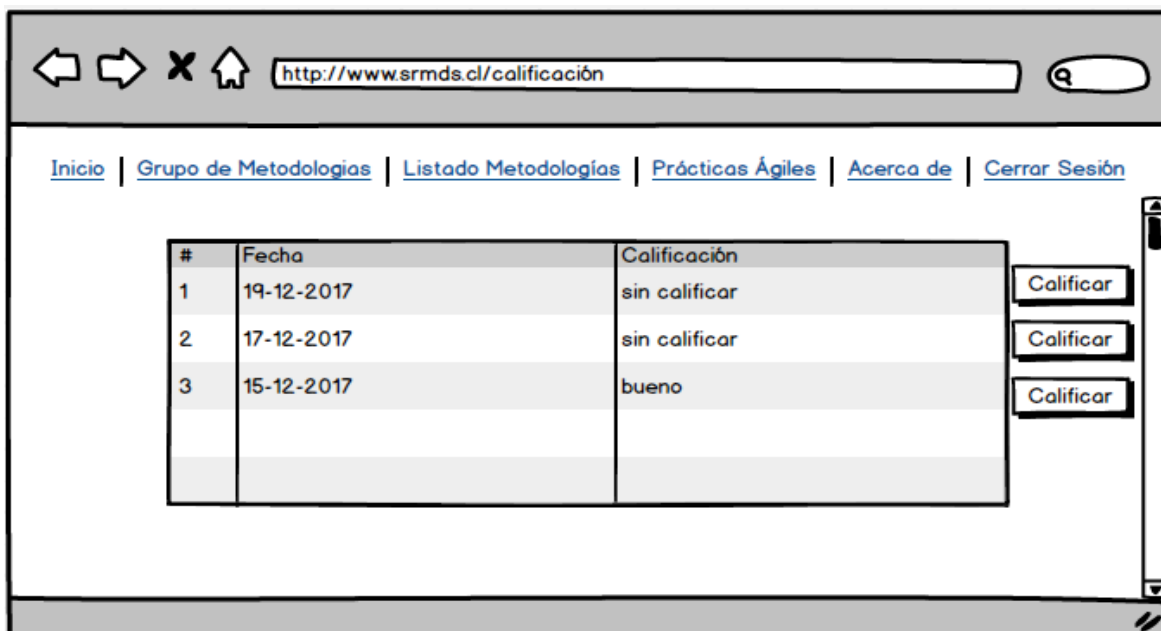 http://www.srmds.cl/calificación
Inicio | Grupo de Metodologias | Listado Metodologías | Prácticas Ágiles | Acerca de | Cerrar Sesión
# Fecha Calificación
1 19-12-2017 sin calificar Calificar
2 17-12-2017 sin calificar Calificar
3 15-12-2017 bueno Calificar